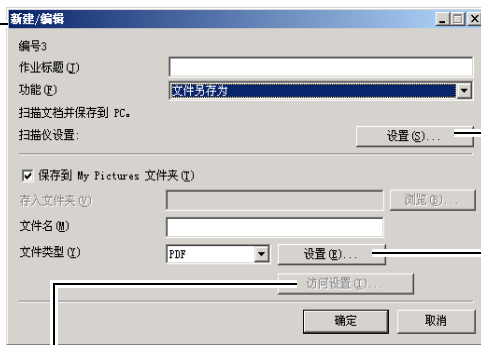 新建/编辑
编号3
作业标题(T)
功能(F) 文件另存为
扫描文档并保存到 PC。
扫描仪设置: 设置(S)...
保存到 My Pictures 文件夹(I)
存入文件夹(V) 浏览(B)...
文件名(M)
文件类型(Y) PDF 设置(E)...
访问设置(T)...
确定 取消